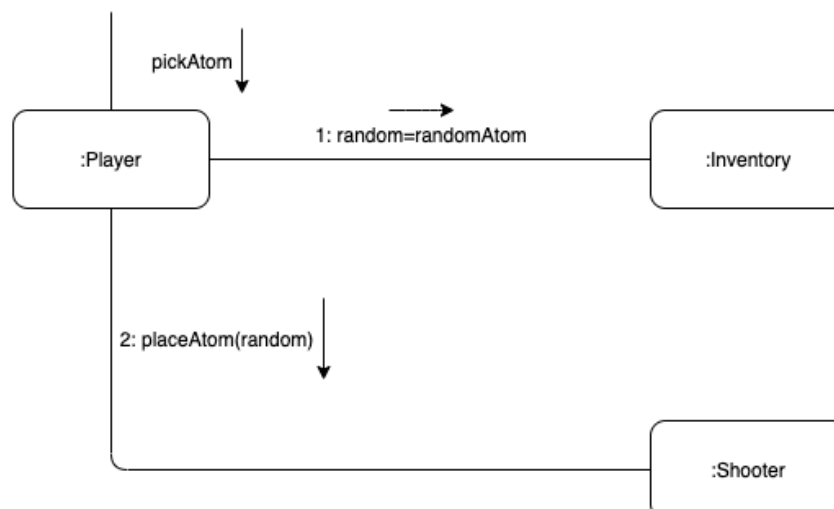 pickAtom
1: random=randomAtom
:Player
:Inventory
2: placeAtom(random)
:Shooter